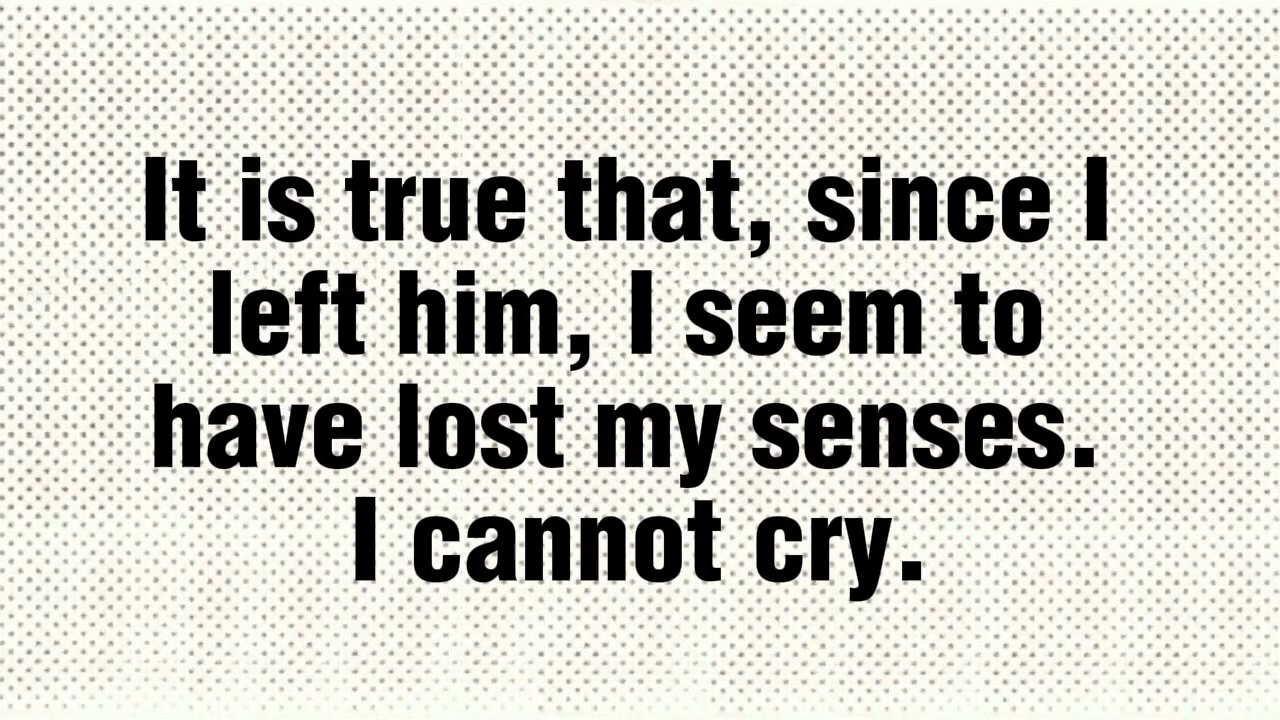 It is true that, since I
left him, I seem to
have lost my senses.
I cannot cry.